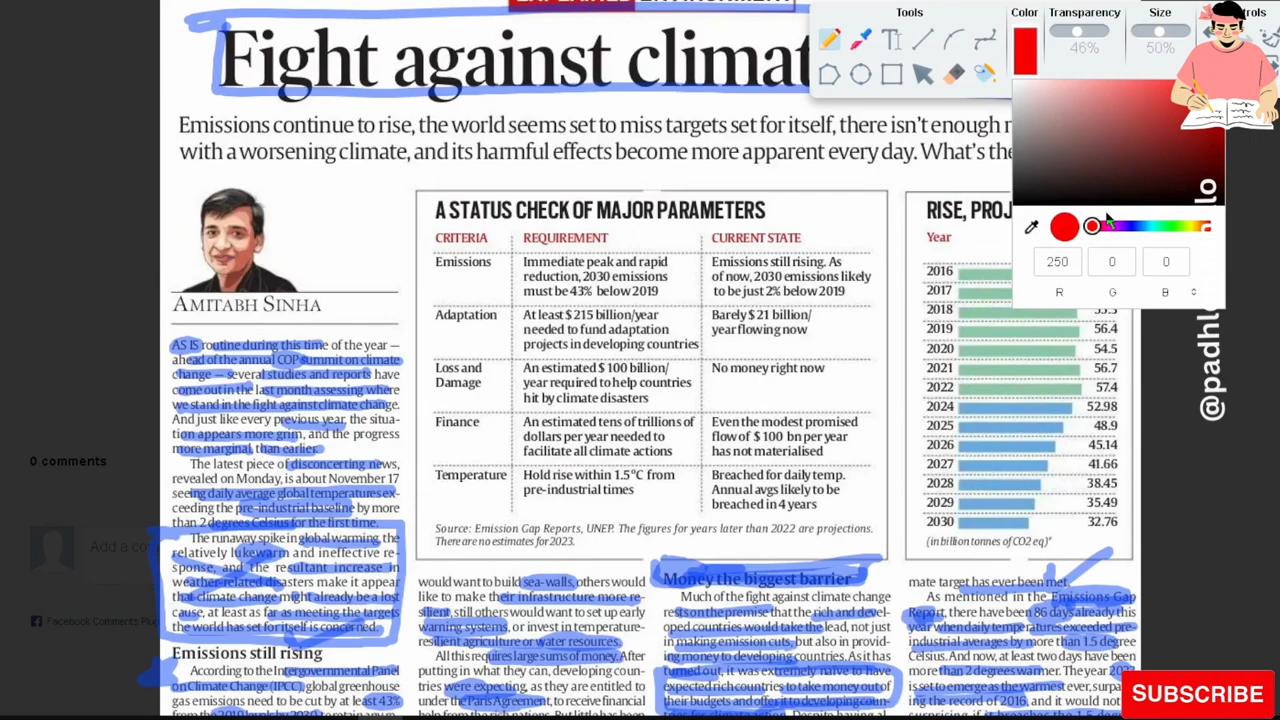 EXPLAINED ENVIRONMENT
Fight against climat
Emissions continue to rise, the world seems set to miss targets set for itself, there isn't enough
with a worsening climate, and its harmful effects become more apparent every day. What's
AMITABH SINHA
AS IS routine during this time of the year —
ahead of the annual COP summit on climate
change — several studies and reports have
come out in the last month assessing where
we stand in the fight against climate change.
And just like every previous year, the situa-
tion appears more grim, and the progress
more marginal, than earlier.
The latest piece of disconcerting news,
revealed on Monday, is about November 17
seeing daily average global temperatures ex-
ceeding the pre-industrial baseline by more
than 2 degrees Celsius for the first time.
The runaway spike in global warming, the
relatively lukewarm and ineffective re-
sponse, and the resultant increase in
weather-related disasters make it appear
that climate change might already be a lost
cause, at least as far as meeting the targets
the world has set for itself is concerned.
Emissions still rising
According to the Intergovernmental Panel
on Climate Change (IPCC), global greenhouse
gas emissions need to be cut by at least 43%
A STATUS CHECK OF MAJOR PARAMETERS
CRITERIA REQUIREMENT CURRENT STATE
Emissions Immediate peak and rapid Emissions still rising. As
reduction, 2030 emissions of now, 2030 emissions likely
must be 43% below 2019 to be just 2% below 2019
Adaptation At least $ 215 billion/year Barely $ 21 billion/
needed to fund adaptation year flowing now
projects in developing countries
Loss and An estimated $ 100 billion/ No money right now
Damage year required to help countries
hit by climate disasters
Finance An estimated tens of trillions of Even the modest promised
dollars per year needed to flow of $ 100 bn per year
facilitate all climate actions has not materialised
Temperature Hold rise within 1.5°C from Breached for daily temp.
pre-industrial times Annual avgs likely to be
breached in 4 years
Source: Emission Gap Reports, UNEP. The figures for years later than 2022 are projections.
There are no estimates for 2023.
would want to build sea-walls, others would
like to make their infrastructure more re-
silient, still others would want to set up early
warning systems, or invest in temperature-
resilient agriculture or water resources.
All this requires large sums of money. After
putting in what they can, developing coun-
tries were expecting, as they are entitled to
under the Paris Agreement, to receive financial
Money the biggest barrier
Much of the fight against climate change
rests on the premise that the rich and devel-
oped countries would take the lead, not just
in making emission cuts, but also in provid-
ing money to developing countries. As it has
turned out, it was extremely naive to have
expected rich countries to take money out of
their budgets and offer it to developing coun-
RISE, PROJ
Year
2016
2017
2018
2019 56.4
2020 54.5
2021 56.7
2022 57.4
2024 52.98
2025 48.9
2026 45.14
2027 41.66
2028 38.45
2029 35.49
2030 32.76
(in billion tonnes of CO2 eq)*
mate target has ever been met.
As mentioned in the Emissions Gap
Report, there have been 86 days already this
year when daily temperatures exceeded pre-
industrial averages by more than 1.5 degree
Celsius. And now, at least two days have been
more than 2 degrees warmer. The year
is set to emerge as the warmest ever,
ing the record of 2016, and it would
Tools
Color
Transparency
46%
Size
50%
250 0 0
R G B
0 comments
Add a
Facebook Comments
@padhl
lo
SUBSCRIBE